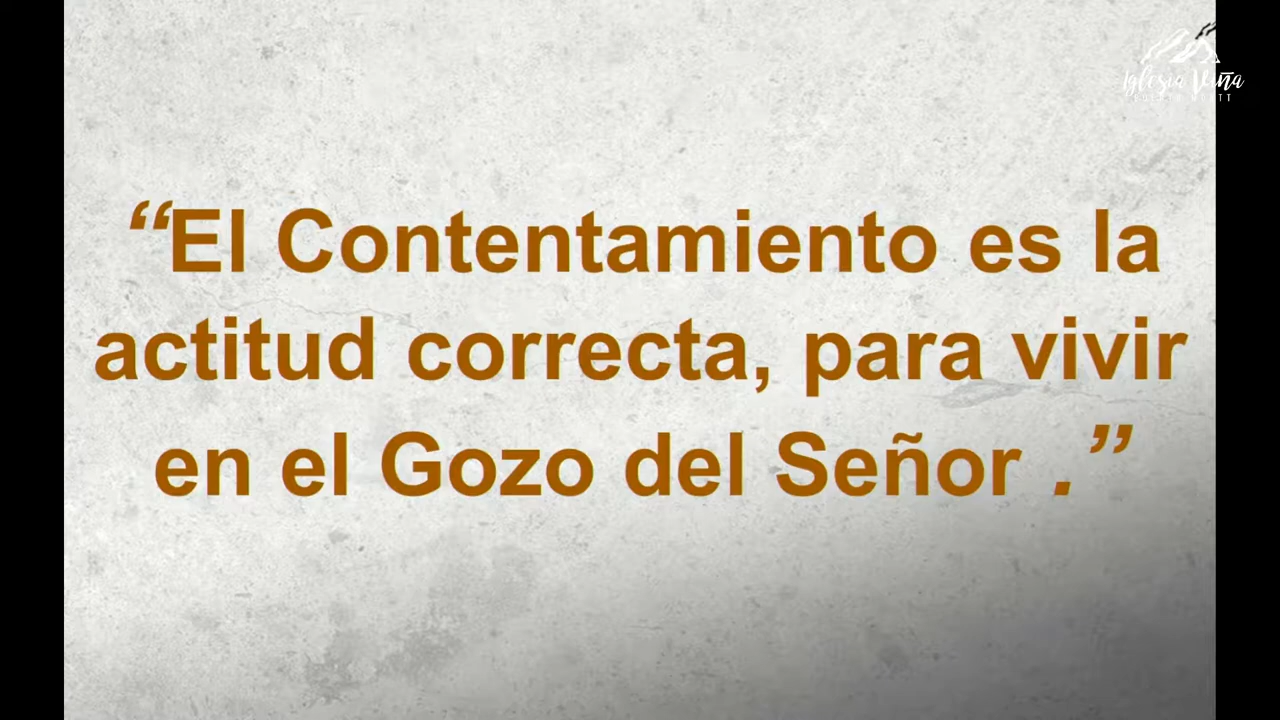 Iglesia Viña
“El Contentamiento es la
actitud correcta, para vivir
en el Gozo del Señor .”